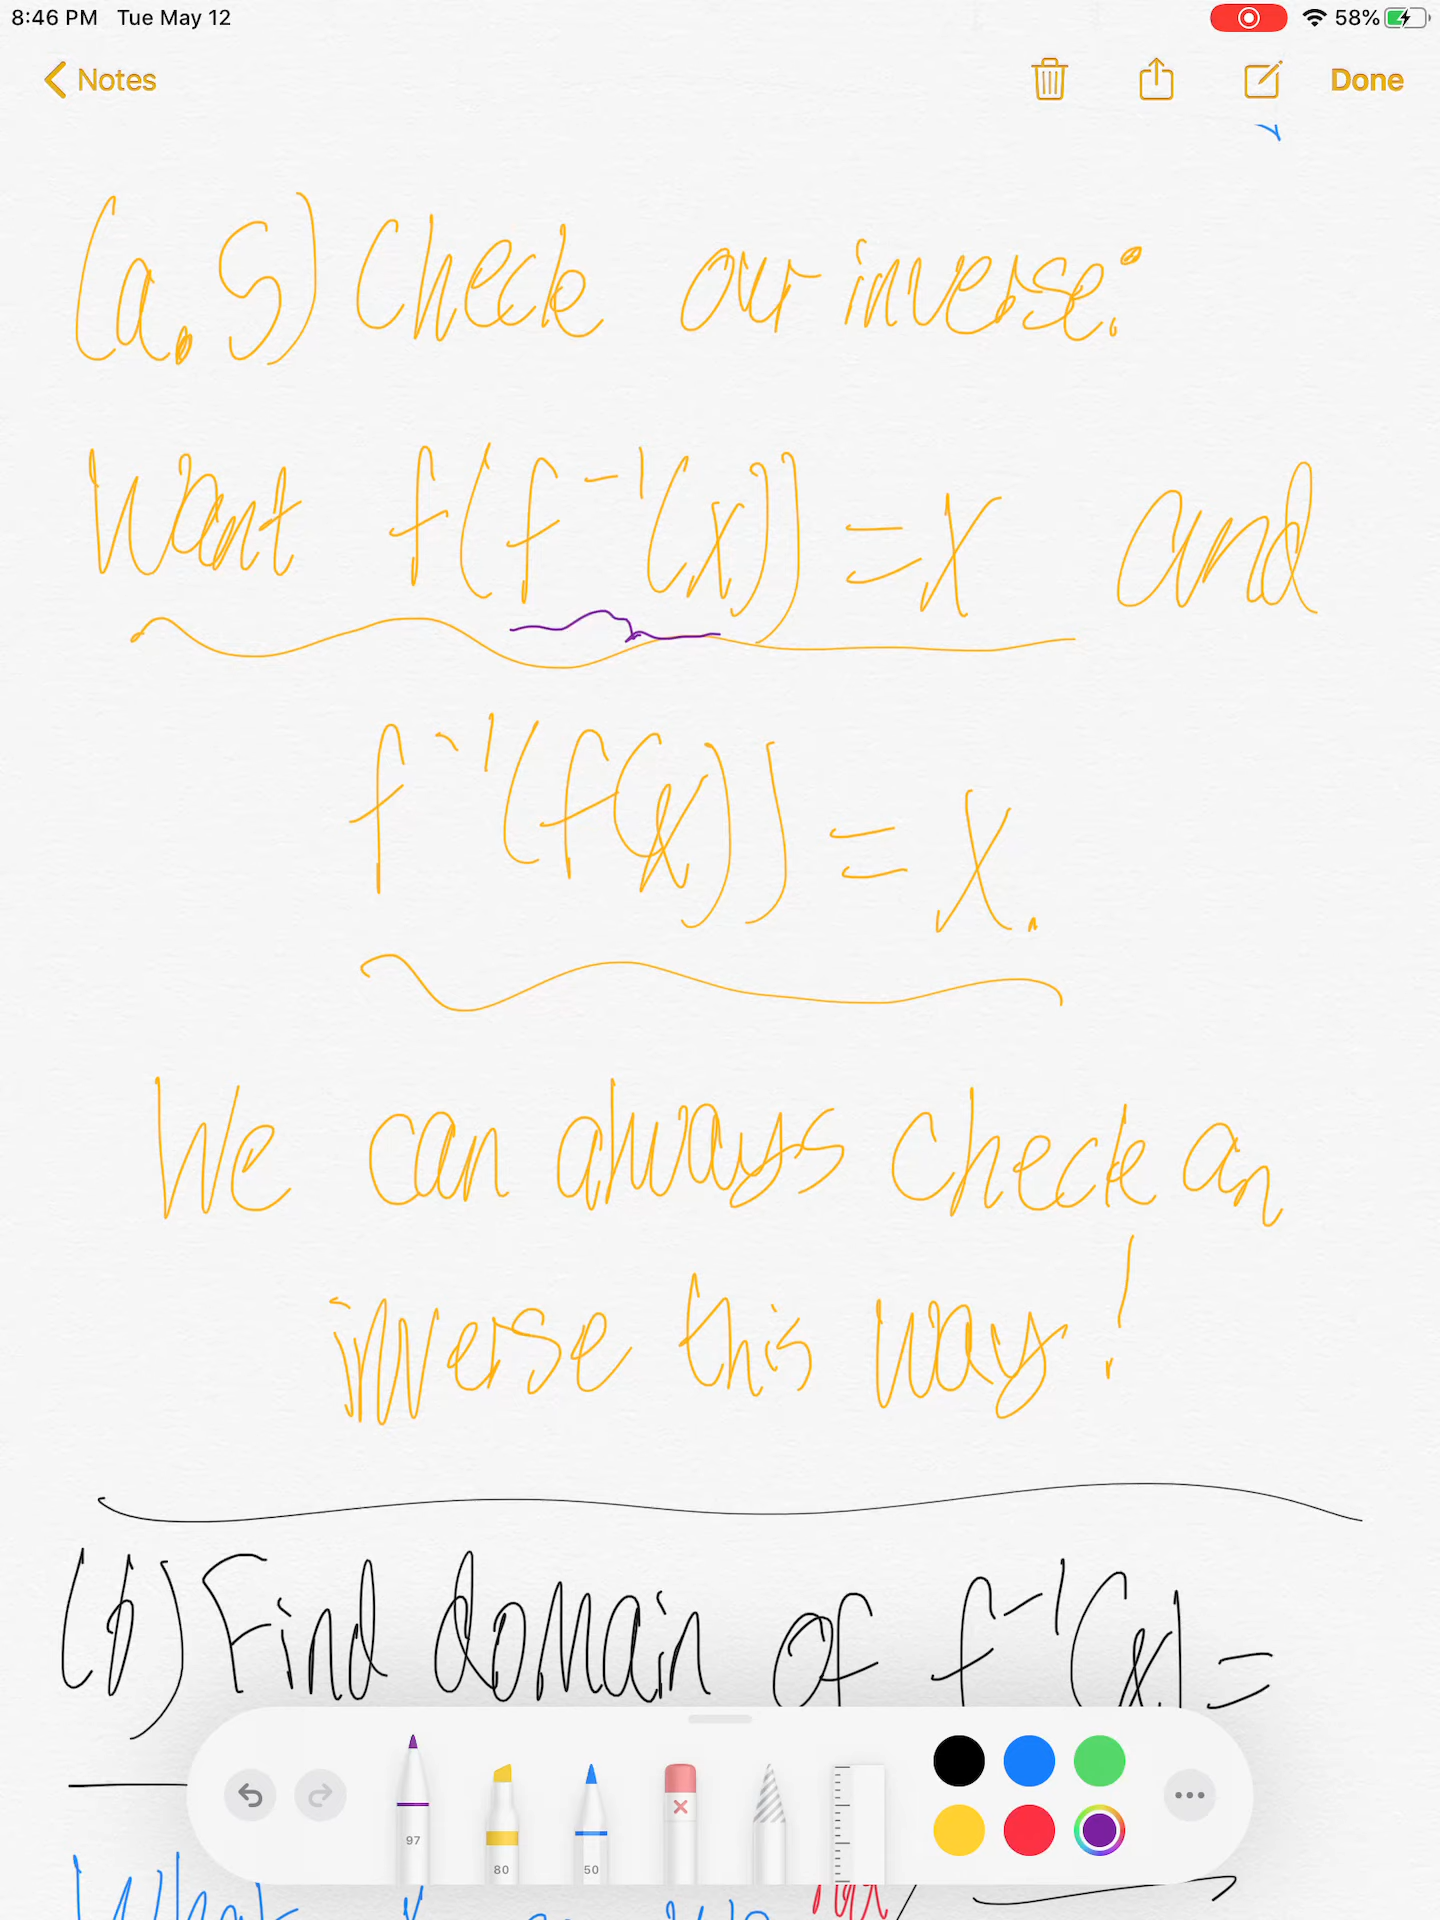 8:46 PM Tue May 12 58%
Notes Done
(a.5) Check our inverse:
Want f(f⁻¹(x)) = x and
f⁻¹(f(x)) = x.
We can always check an
inverse this way!
(b) Find domain of f⁻¹(x) =
97 80 50
What